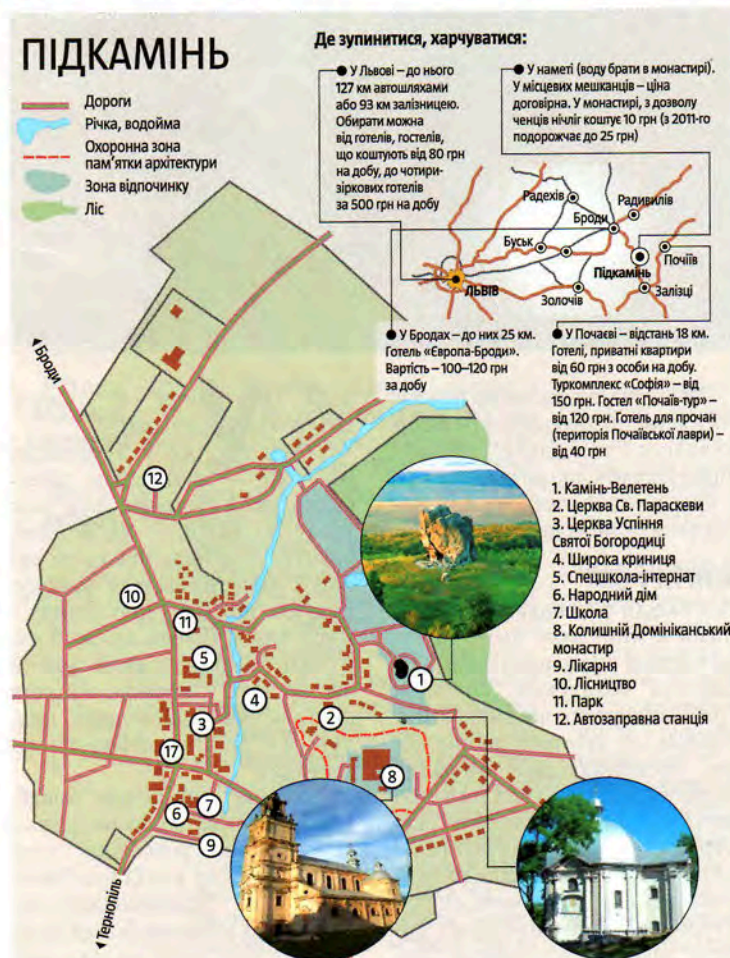 ПІДКАМІНЬ
Дороги
Річка, водойма
Охоронна зона
пам'ятки архітектури
Зона відпочинку
Ліс
Де зупинитися, харчуватися:
● У Львові – до нього
127 км автошляхами
або 93 км залізницею.
Обирати можна
від готелів, гостелів,
що коштують від 80 грн
на добу, до чотири-
зіркових готелів
за 500 грн на добу
● У наметі (воду брати в монастирі).
У місцевих мешканців – ціна
договірна. У монастирі, з дозволу
ченців нічліг коштує 10 грн (з 2011-го
подорожчає до 25 грн)
Радехів
Радивилів
Броди
Буськ
Почіїв
Підкамінь
ЛЬВІВ
Золочів
Залізці
● У Бродах – до них 25 км.
Готель «Європа-Броди».
Вартість – 100–120 грн
за добу
● У Почаєві – відстань 18 км.
Готелі, приватні квартири
від 60 грн з особи на добу.
Туркомплекс «Софія» – від
150 грн. Гостел «Почаїв-тур» –
від 120 грн. Готель для прочан
(територія Почаївської лаври) –
від 40 грн
1. Камінь-Велетень
2. Церква Св. Параскеви
3. Церква Успіння
Святої Богородиці
4. Широка криниця
5. Спецшкола-інтернат
6. Народний дім
7. Школа
8. Колишній Домініканський
монастир
9. Лікарня
10. Лісництво
11. Парк
12. Автозаправна станція
Броди
12
10
11
5
4
1
3
2
17
8
6
7
9
Тернопіль